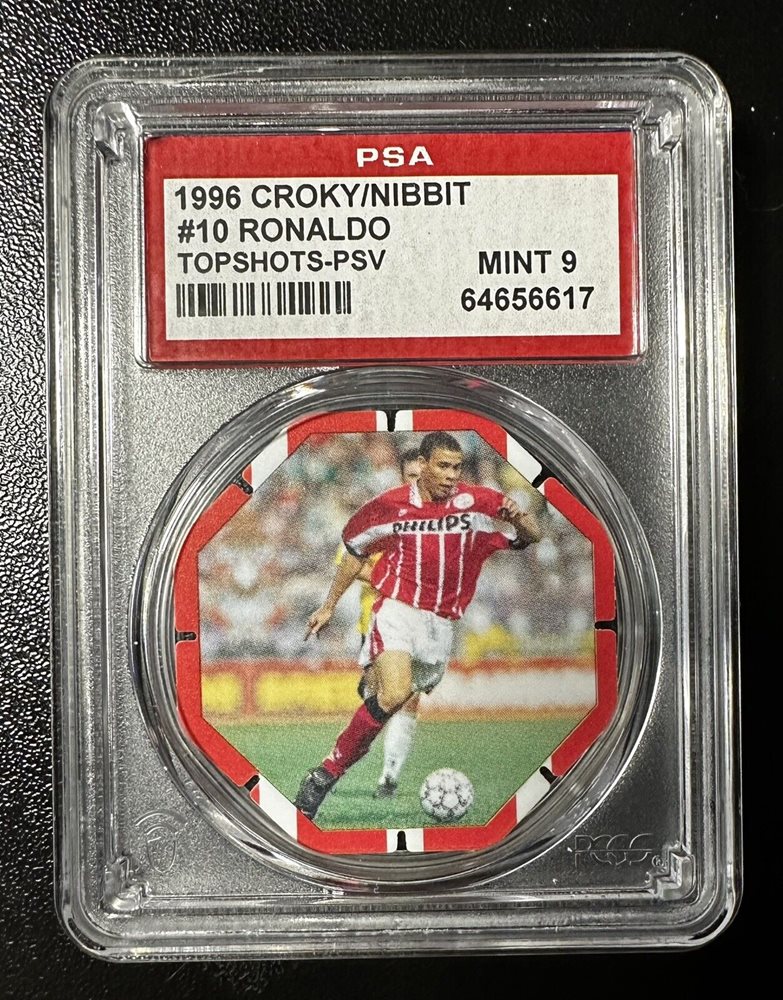 PSA
1996 CROKY/NIBBIT
#10 RONALDO
TOPSHOTS-PSV
MINT 9
64656617
PHILIPS
PCGS